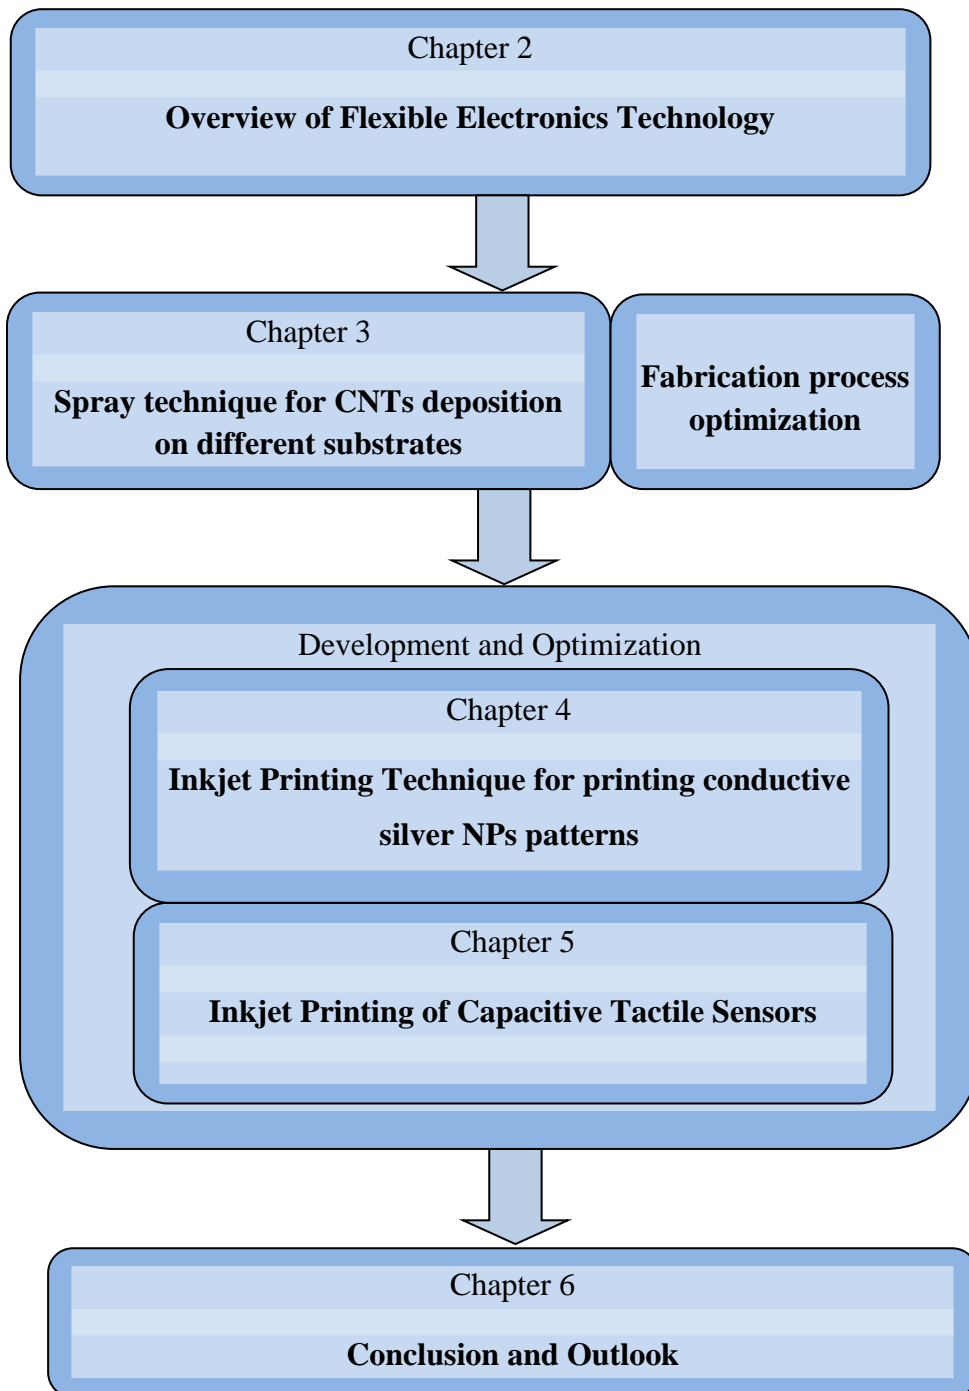 Chapter 2
Overview of Flexible Electronics Technology
Chapter 3
Spray technique for CNTs deposition
on different substrates
Fabrication process
optimization
Development and Optimization
Chapter 4
Inkjet Printing Technique for printing conductive
silver NPs patterns
Chapter 5
Inkjet Printing of Capacitive Tactile Sensors
Chapter 6
Conclusion and Outlook